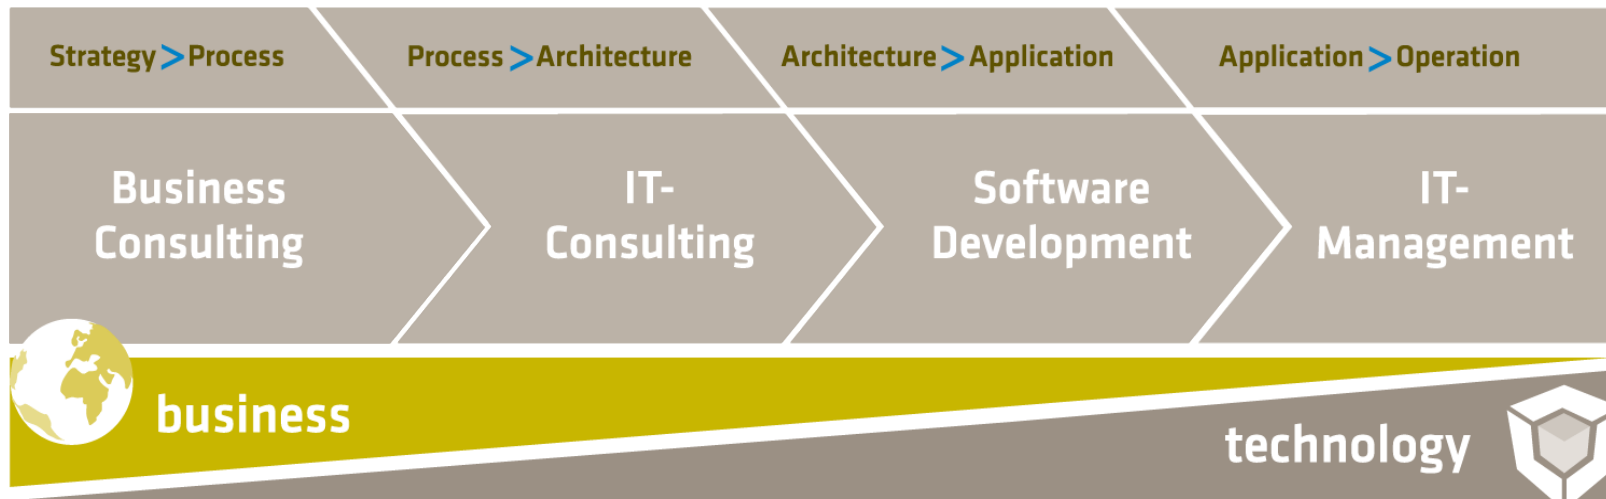 Strategy > Process
Process > Architecture
Architecture > Application
Application > Operation
Business
Consulting
IT-
Consulting
Software
Development
IT-
Management
business
technology